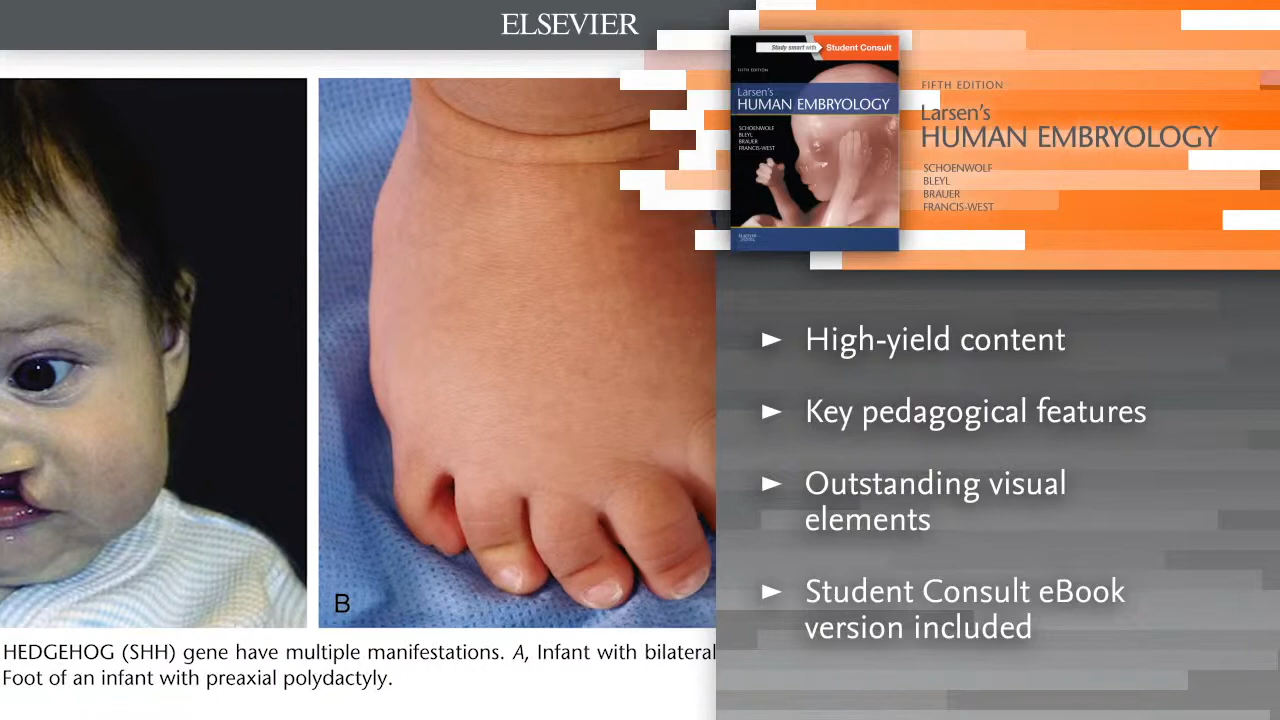 ELSEVIER
Study smart with Student Consult
FIFTH EDITION
Larsen's
HUMAN EMBRYOLOGY
SCHOENWOLF
BLEYL
BRAUER
FRANCIS-WEST
FIFTH EDITION
Larsen's
HUMAN EMBRYOLOGY
SCHOENWOLF
BLEYL
BRAUER
FRANCIS-WEST
► High-yield content
► Key pedagogical features
► Outstanding visual
elements
► Student Consult eBook
version included
B
HEDGEHOG (SHH) gene have multiple manifestations. A, Infant with bilateral
Foot of an infant with preaxial polydactyly.